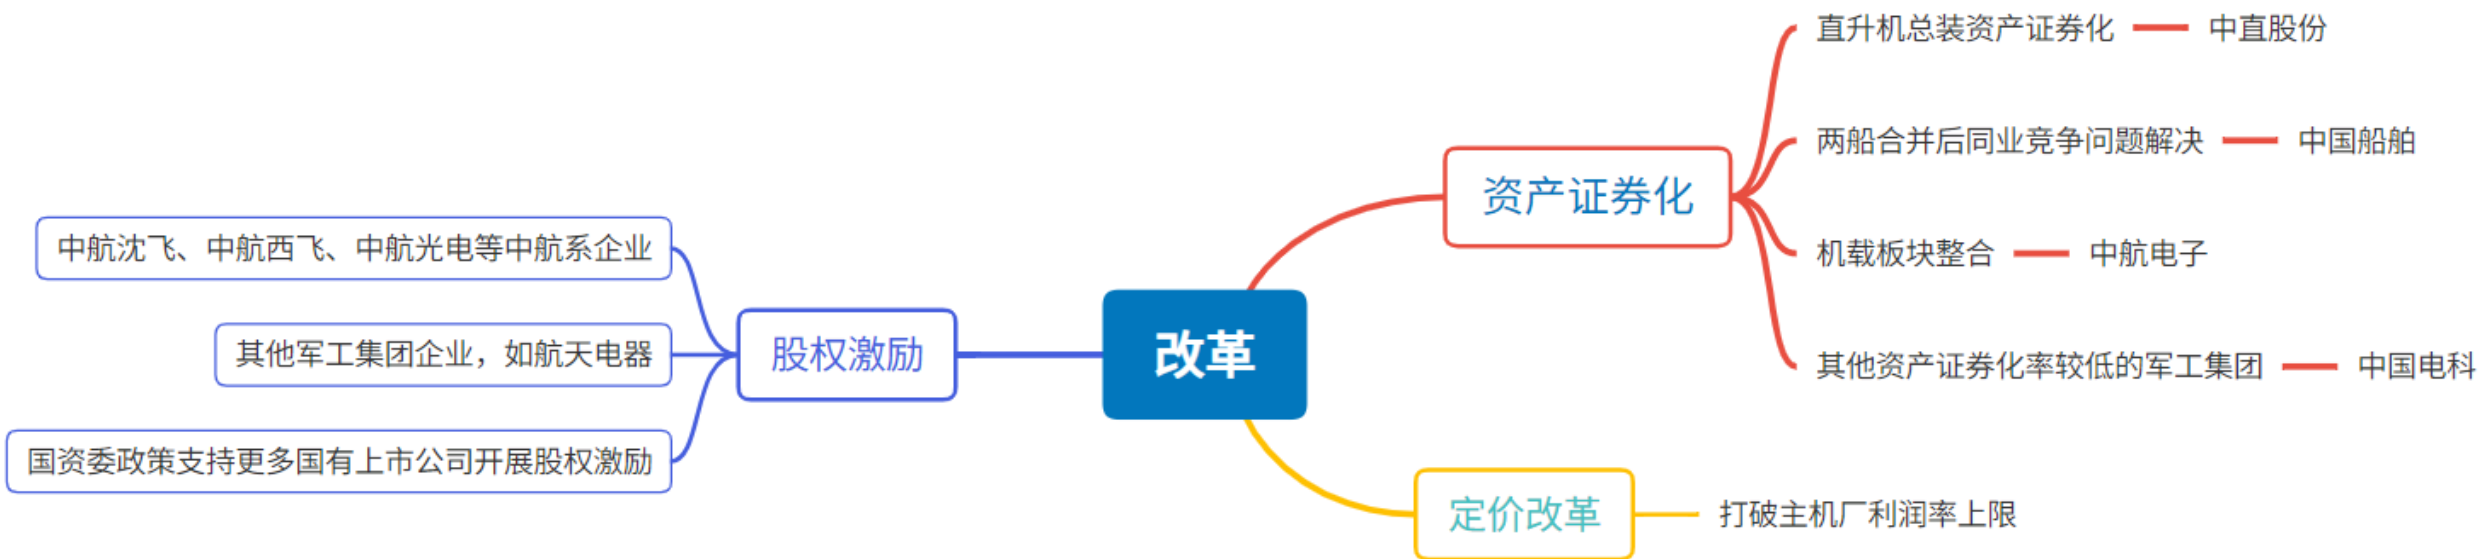 直升机总装资产证券化
中直股份
两船合并后同业竞争问题解决
中国船舶
资产证券化
机载板块整合
中航电子
其他资产证券化率较低的军工集团
中国电科
改革
定价改革
打破主机厂利润率上限
股权激励
中航沈飞、中航西飞、中航光电等中航系企业
其他军工集团企业，如航天电器
国资委政策支持更多国有上市公司开展股权激励